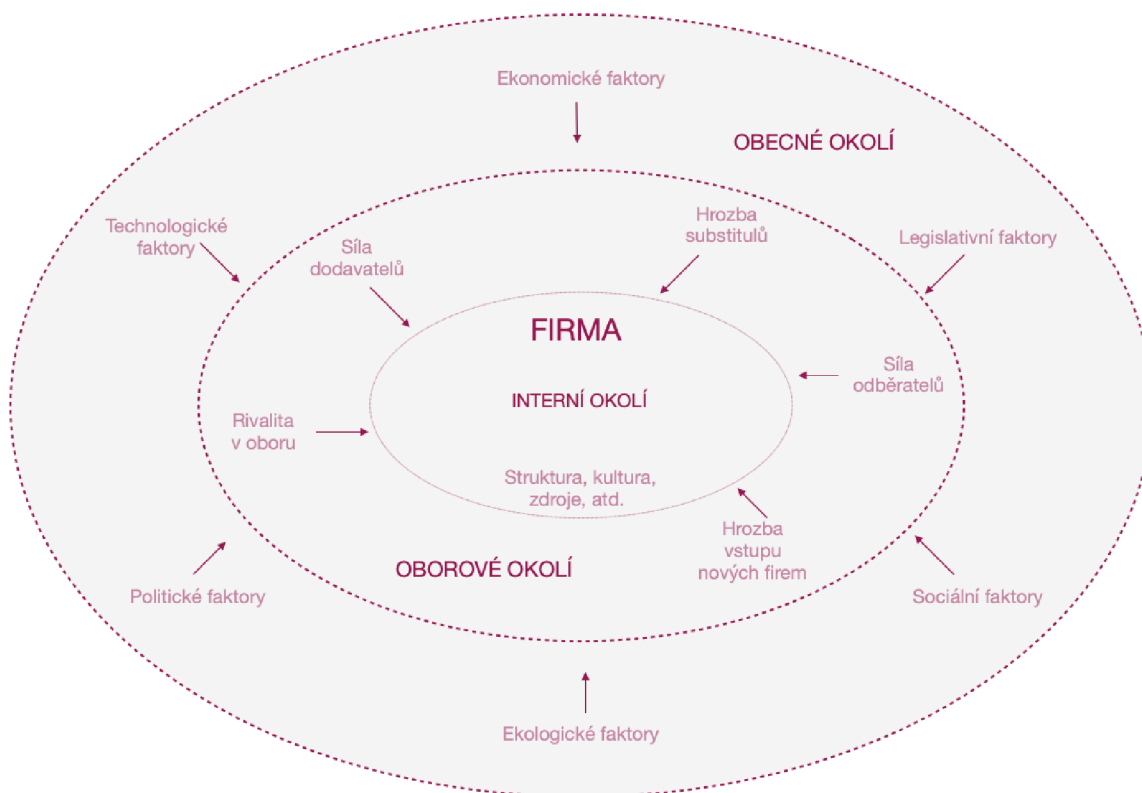 Ekonomické faktory
OBECNÉ OKOLÍ
Technologické
faktory
Síla
dodavatelů
Hrozba
substitulů
Legislativní faktory
FIRMA
INTERNÍ OKOLÍ
Síla
odběratelů
Rivalita
v oboru
Struktura, kultura,
zdroje, atd.
Hrozba
vstupu
nových firem
OBOROVÉ OKOLÍ
Politické faktory
Sociální faktory
Ekologické faktory